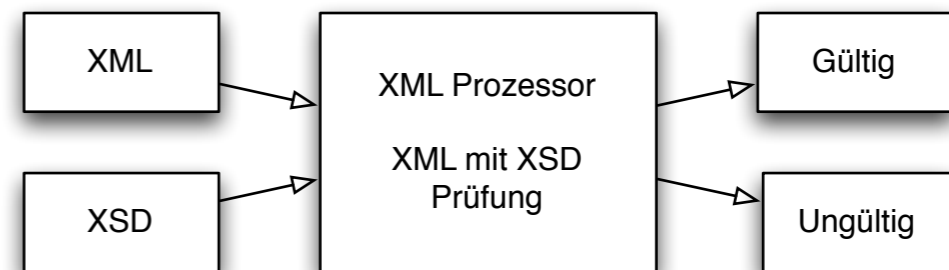 XML
XSD
XML Prozessor
XML mit XSD
Prüfung
Gültig
Ungültig